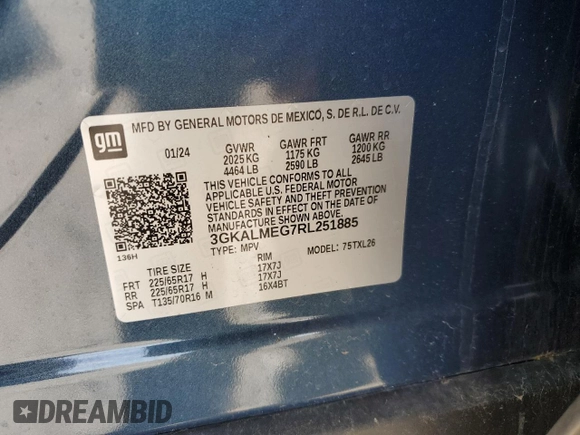 MFD BY GENERAL MOTORS DE MEXICO, S. DE R.L. DE C.V.
gm
01/24 GVWR GAWR FRT GAWR RR
2025 KG 1175 KG 1200 KG
4464 LB 2590 LB 2645 LB
THIS VEHICLE CONFORMS TO ALL
APPLICABLE U.S. FEDERAL MOTOR
VEHICLE SAFETY AND THEFT PREVENTION
STANDARDS IN EFFECT ON THE DATE OF
MANUFACTURE SHOWN ABOVE.
3GKALMEG7RL251885
136H TYPE: MPV MODEL: 75TXL26
TIRE SIZE RIM
FRT 225/65R17 H 17X7J
RR 225/65R17 H 17X7J
SPA T135/70R16 M 16X4BT
DREAMBID